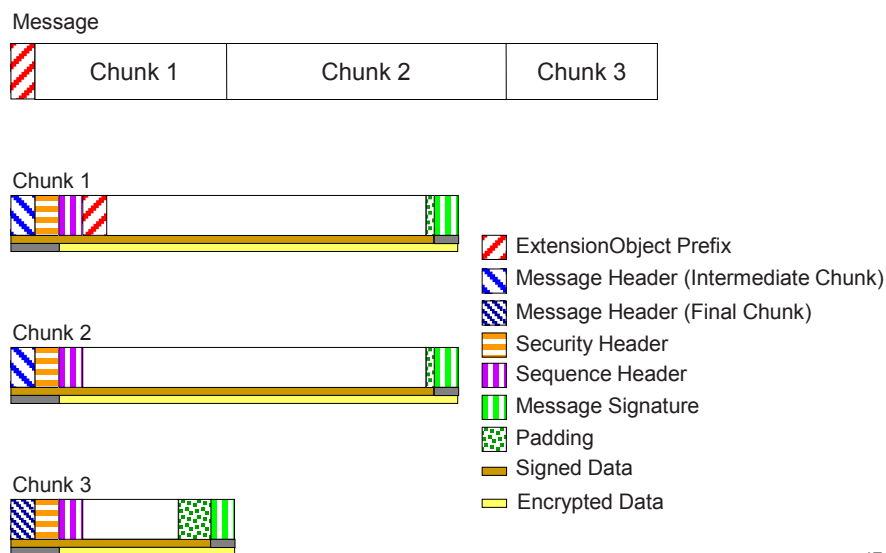 Message
Chunk 1
Chunk 2
Chunk 3
Chunk 1
ExtensionObject Prefix
Message Header (Intermediate Chunk)
Message Header (Final Chunk)
Chunk 2
Security Header
Sequence Header
Message Signature
Padding
Signed Data
Chunk 3
Encrypted Data